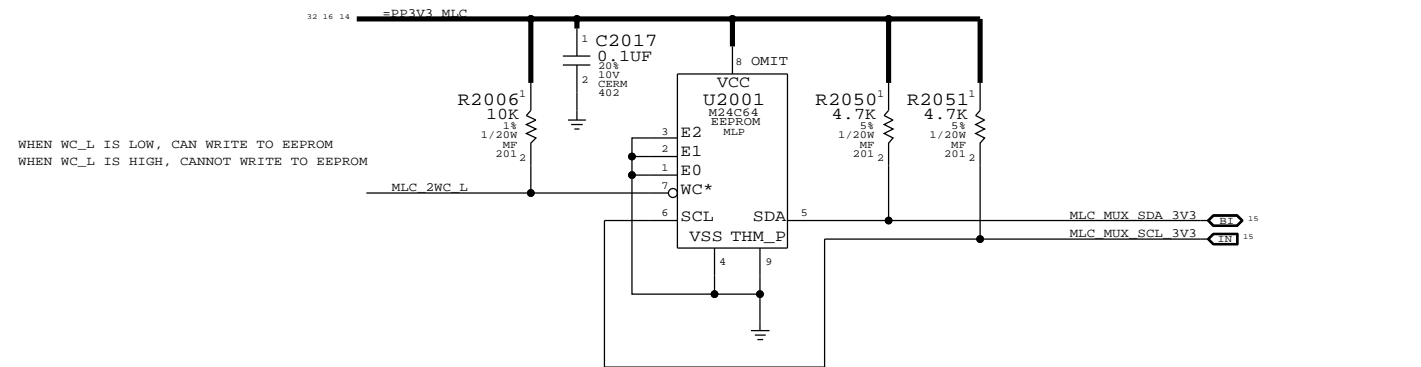 32 16 14 =PP3V3_MLC
1 C2017
0.1UF
20%
10V
CERM
402
2
8 OMIT
VCC
U2001
M24C64
EEPROM
MLP
R2006 1
10K
1%
1/20W
MF
201 2
R2050 1
4.7K
5%
1/20W
MF
201 2
R2051 1
4.7K
5%
1/20W
MF
201 2
WHEN WC_L IS LOW, CAN WRITE TO EEPROM
WHEN WC_L IS HIGH, CANNOT WRITE TO EEPROM
3 E2
2 E1
1 E0
MLC_2WC_L 7 WC*
6 SCL SDA 5
VSS THM_P
4 9
MLC_MUX_SDA_3V3 BI 15
MLC_MUX_SCL_3V3 IN 15